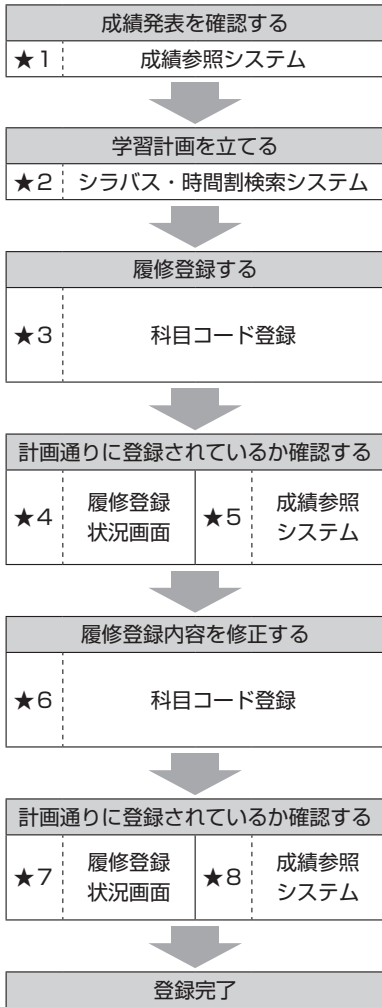 成績発表を確認する
★1 成績参照システム
学習計画を立てる
★2 シラバス・時間割検索システム
履修登録する
★3 科目コード登録
計画通りに登録されているか確認する
★4 履修登録
状況画面
★5 成績参照
システム
履修登録内容を修正する
★6 科目コード登録
計画通りに登録されているか確認する
★7 履修登録
状況画面
★8 成績参照
システム
登録完了